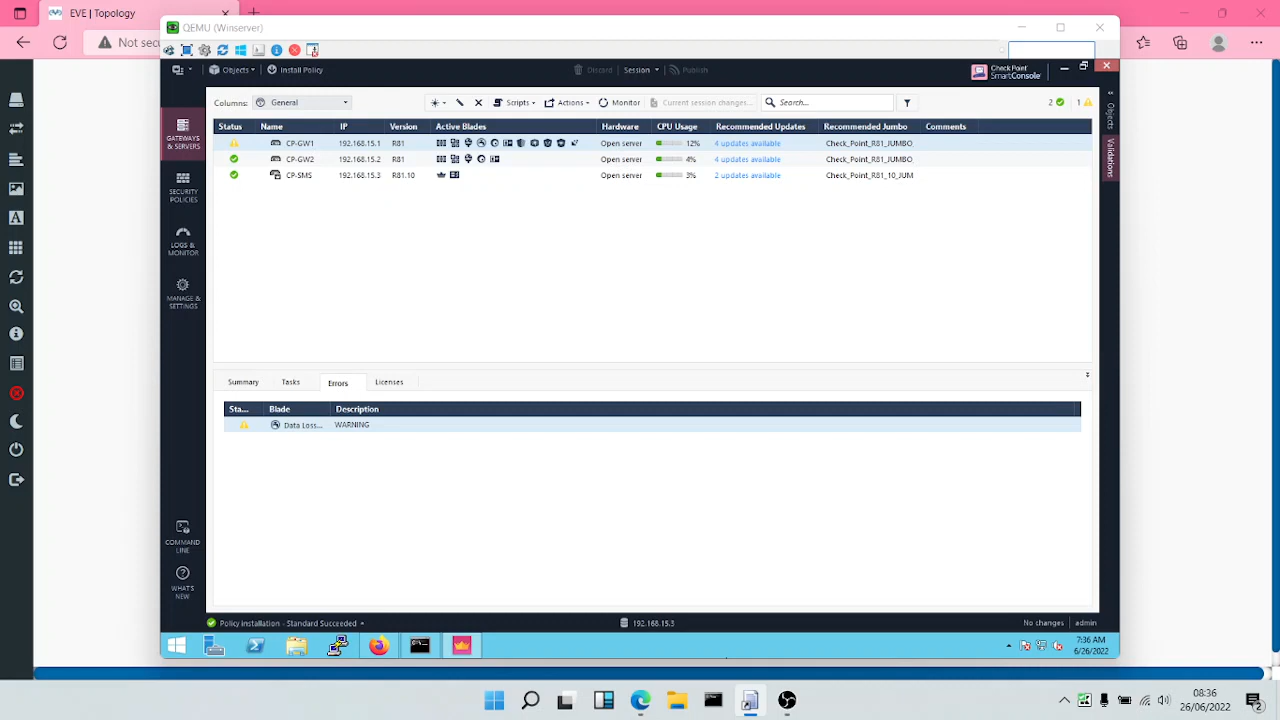 EVE | Topology
Not sec
QEMU (Winserver)
Objects
Install Policy
Discard
Session
Publish
Check Point
SmartConsole
Columns:
General
Scripts
Actions
Monitor
Current session changes...
Search...
2
1
Objects
Validations
GATEWAYS
& SERVERS
SECURITY
POLICIES
LOGS &
MONITOR
MANAGE &
SETTINGS
COMMAND
LINE
WHAT'S
NEW
Status Name IP Version Active Blades Hardware CPU Usage Recommended Updates Recommended Jumbo Comments
CP-GW1 192.168.15.1 R81 Open server 12% 4 updates available Check_Point_R81_JUMBO
CP-GW2 192.168.15.2 R81 Open server 4% 4 updates available Check_Point_R81_JUMBO
CP-SMS 192.168.15.3 R81.10 Open server 3% 2 updates available Check_Point_R81_10_JUM
Summary Tasks Errors Licenses
Sta... Blade Description
Data Loss... WARNING
Policy installation - Standard Succeeded
192.168.15.3
No changes
admin
7:36 AM
6/26/2022
08:36
26/06/2022
2